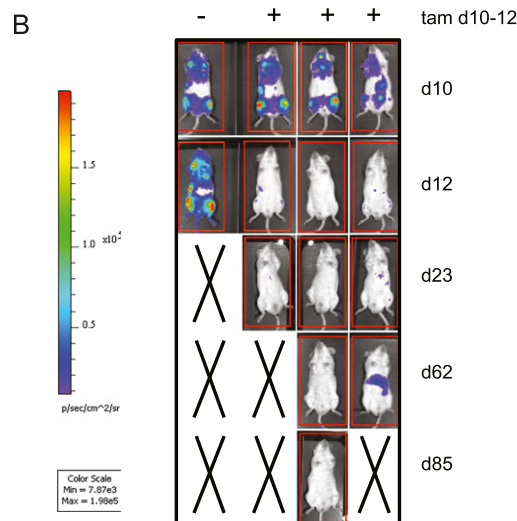 B
- + + + tam d10-12
d10
d12
d23
d62
d85
1.5
1.0
x10⁵
0.5
p/sec/cm^2/sr
Color Scale
Min = 7.87e3
Max = 1.98e5